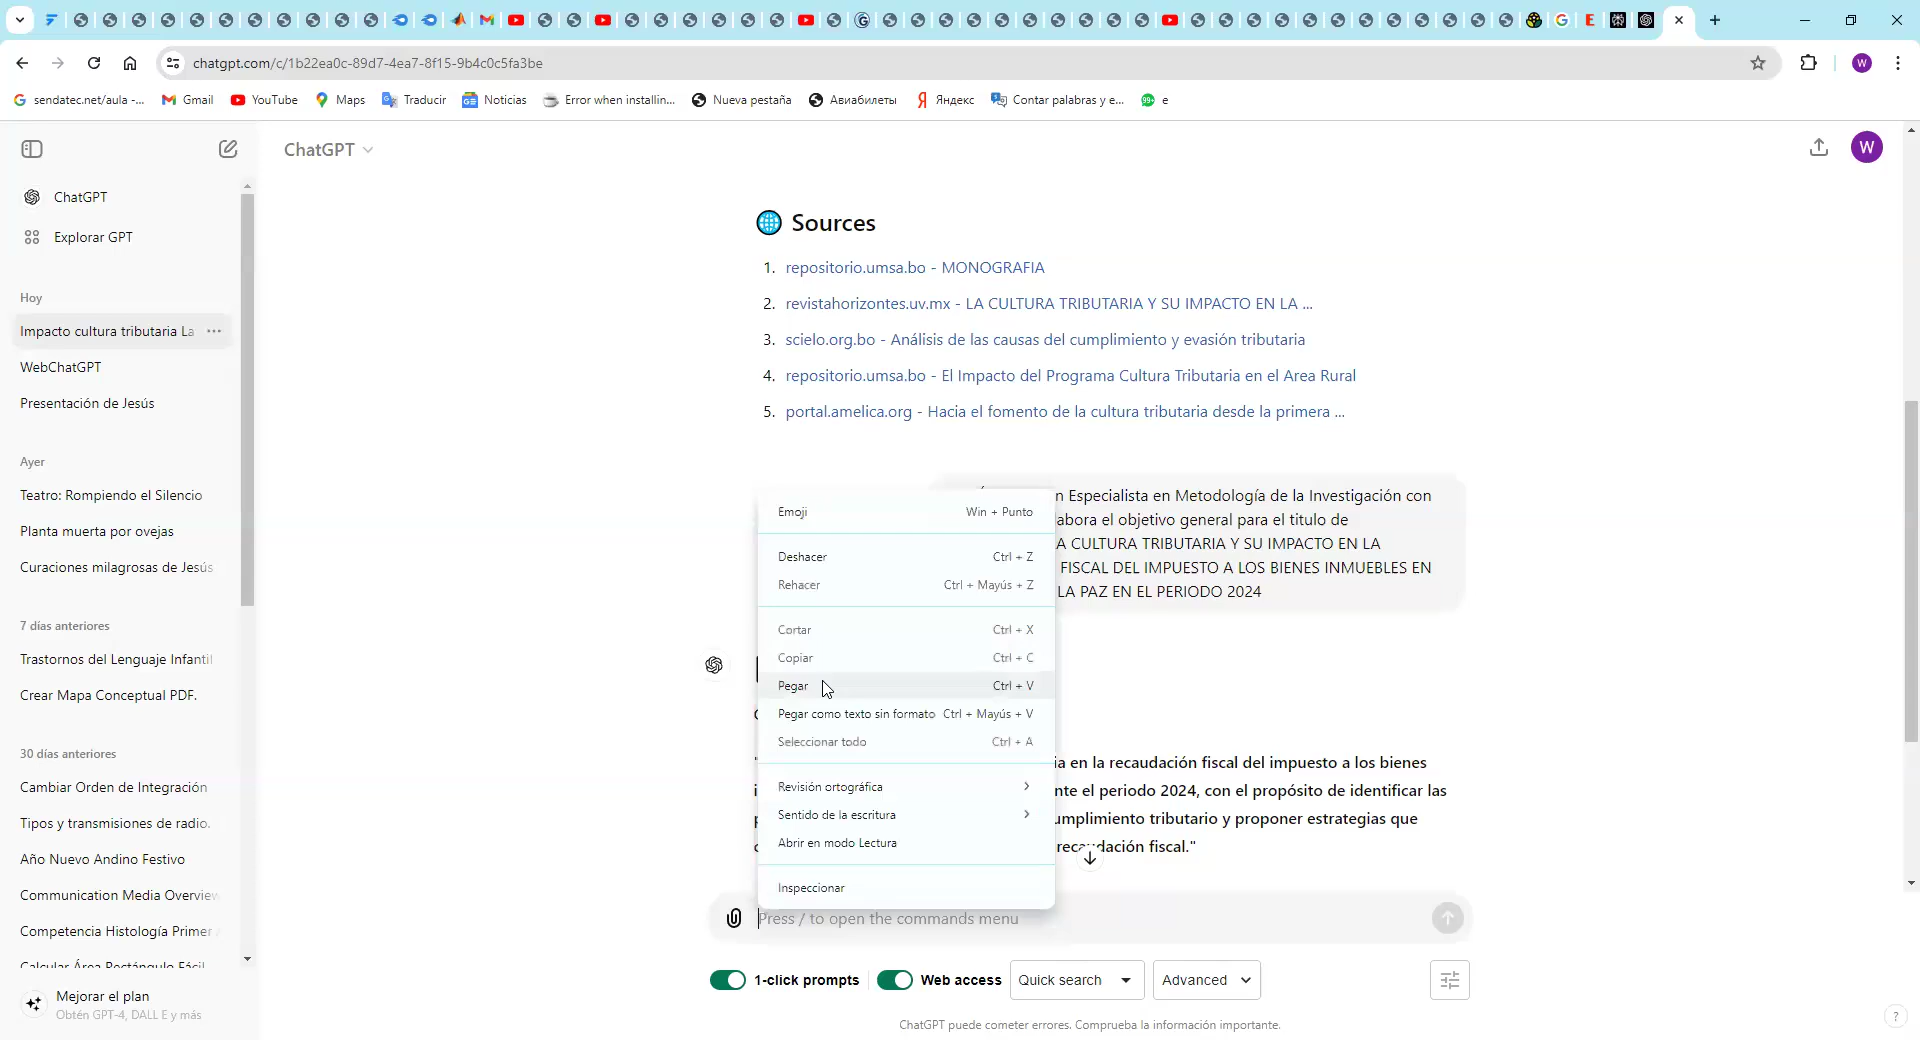 chatgpt.com/c/1b22ea0c-89d7-4ea7-8f15-9b4c0c5fa3be
W
sendatec.net/aula -...
Gmail
YouTube
Maps
Traducir
Noticias
Error when installin...
Nueva pestaña
Авиабилеты
Яндекс
Contar palabras y e...
99+
e
ChatGPT
W
ChatGPT
Explorar GPT
Hoy
Impacto cultura tributaria La
WebChatGPT
Presentación de Jesús
Ayer
Teatro: Rompiendo el Silencio
Planta muerta por ovejas
Curaciones milagrosas de Jesús
7 días anteriores
Trastornos del Lenguaje Infantil
Crear Mapa Conceptual PDF.
30 días anteriores
Cambiar Orden de Integración
Tipos y transmisiones de radio.
Año Nuevo Andino Festivo
Communication Media Overview
Competencia Histología Primer
Calcular Área Rectángulo Fácil
Mejorar el plan
Obtén GPT-4, DALL E y más
Sources
1. repositorio.umsa.bo - MONOGRAFIA
2. revistahorizontes.uv.mx - LA CULTURA TRIBUTARIA Y SU IMPACTO EN LA ...
3. scielo.org.bo - Análisis de las causas del cumplimiento y evasión tributaria
4. repositorio.umsa.bo - El Impacto del Programa Cultura Tributaria en el Area Rural
5. portal.amelica.org - Hacia el fomento de la cultura tributaria desde la primera ...
n Especialista en Metodología de la Investigación con
abora el objetivo general para el titulo de
A CULTURA TRIBUTARIA Y SU IMPACTO EN LA
FISCAL DEL IMPUESTO A LOS BIENES INMUEBLES EN
LA PAZ EN EL PERIODO 2024
Emoji Win + Punto
Deshacer Ctrl + Z
Rehacer Ctrl + Mayús + Z
Cortar Ctrl + X
Copiar Ctrl + C
Pegar Ctrl + V
Pegar como texto sin formato Ctrl + Mayús + V
Seleccionar todo Ctrl + A
Revisión ortográfica
Sentido de la escritura
Abrir en modo Lectura
Inspeccionar
ia en la recaudación fiscal del impuesto a los bienes
nte el periodo 2024, con el propósito de identificar las
umplimiento tributario y proponer estrategias que
recaudación fiscal."
Press / to open the commands menu
1-click prompts
Web access
Quick search
Advanced
ChatGPT puede cometer errores. Comprueba la información importante.
?